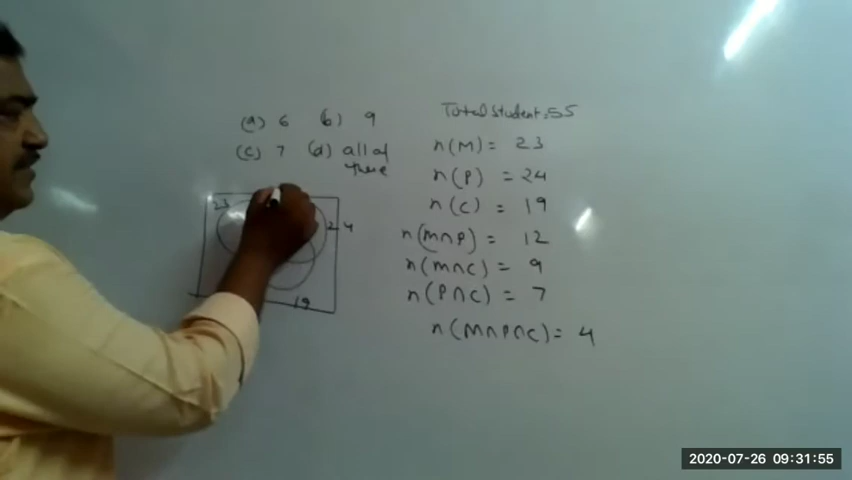 Total Student = 55
(a) 6 (b) 9
(c) 7 (d) all of
these
n(M) = 23
n(P) = 24
n(C) = 19
n(M∩P) = 12
n(M∩C) = 9
n(P∩C) = 7
n(M∩P∩C) = 4
23
24
19
2020-07-26 09:31:55